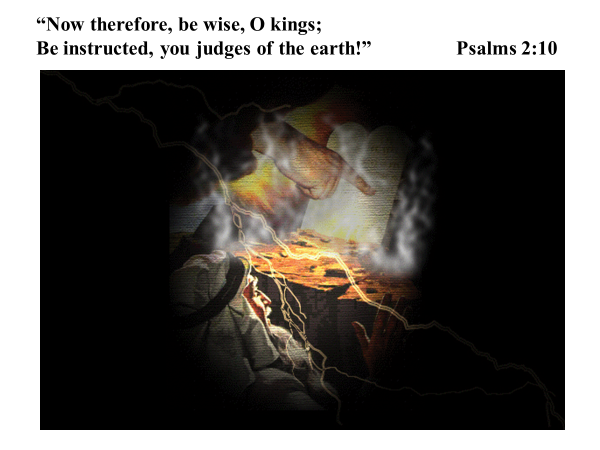 “Now therefore, be wise, O kings;
Be instructed, you judges of the earth!” Psalms 2:10